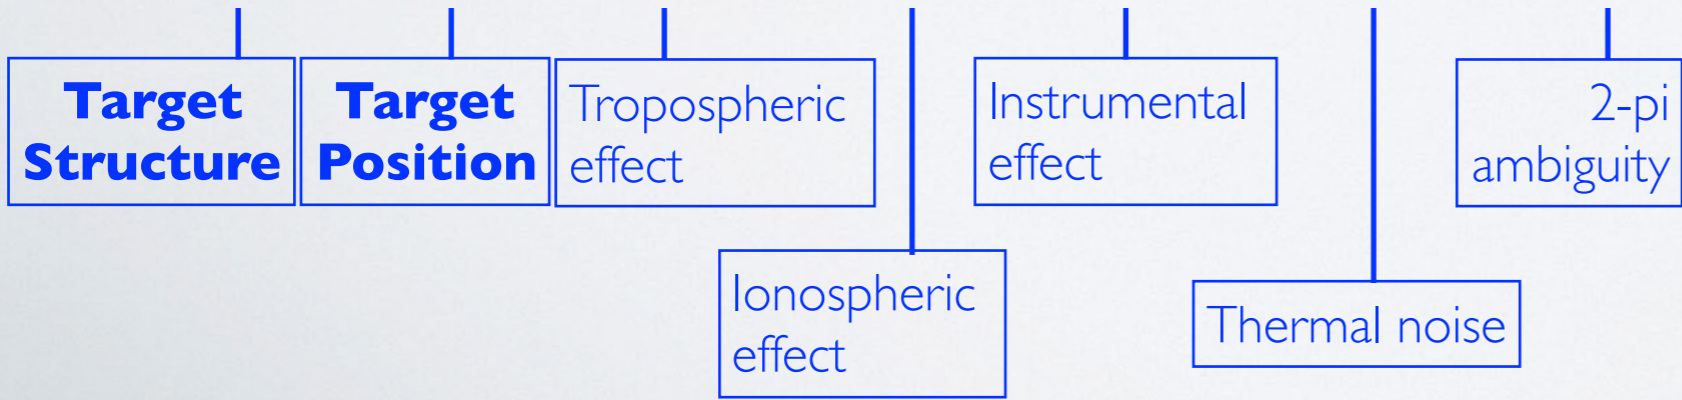 Target
Structure
Target
Position
Tropospheric
effect
Ionospheric
effect
Instrumental
effect
Thermal noise
2-pi
ambiguity